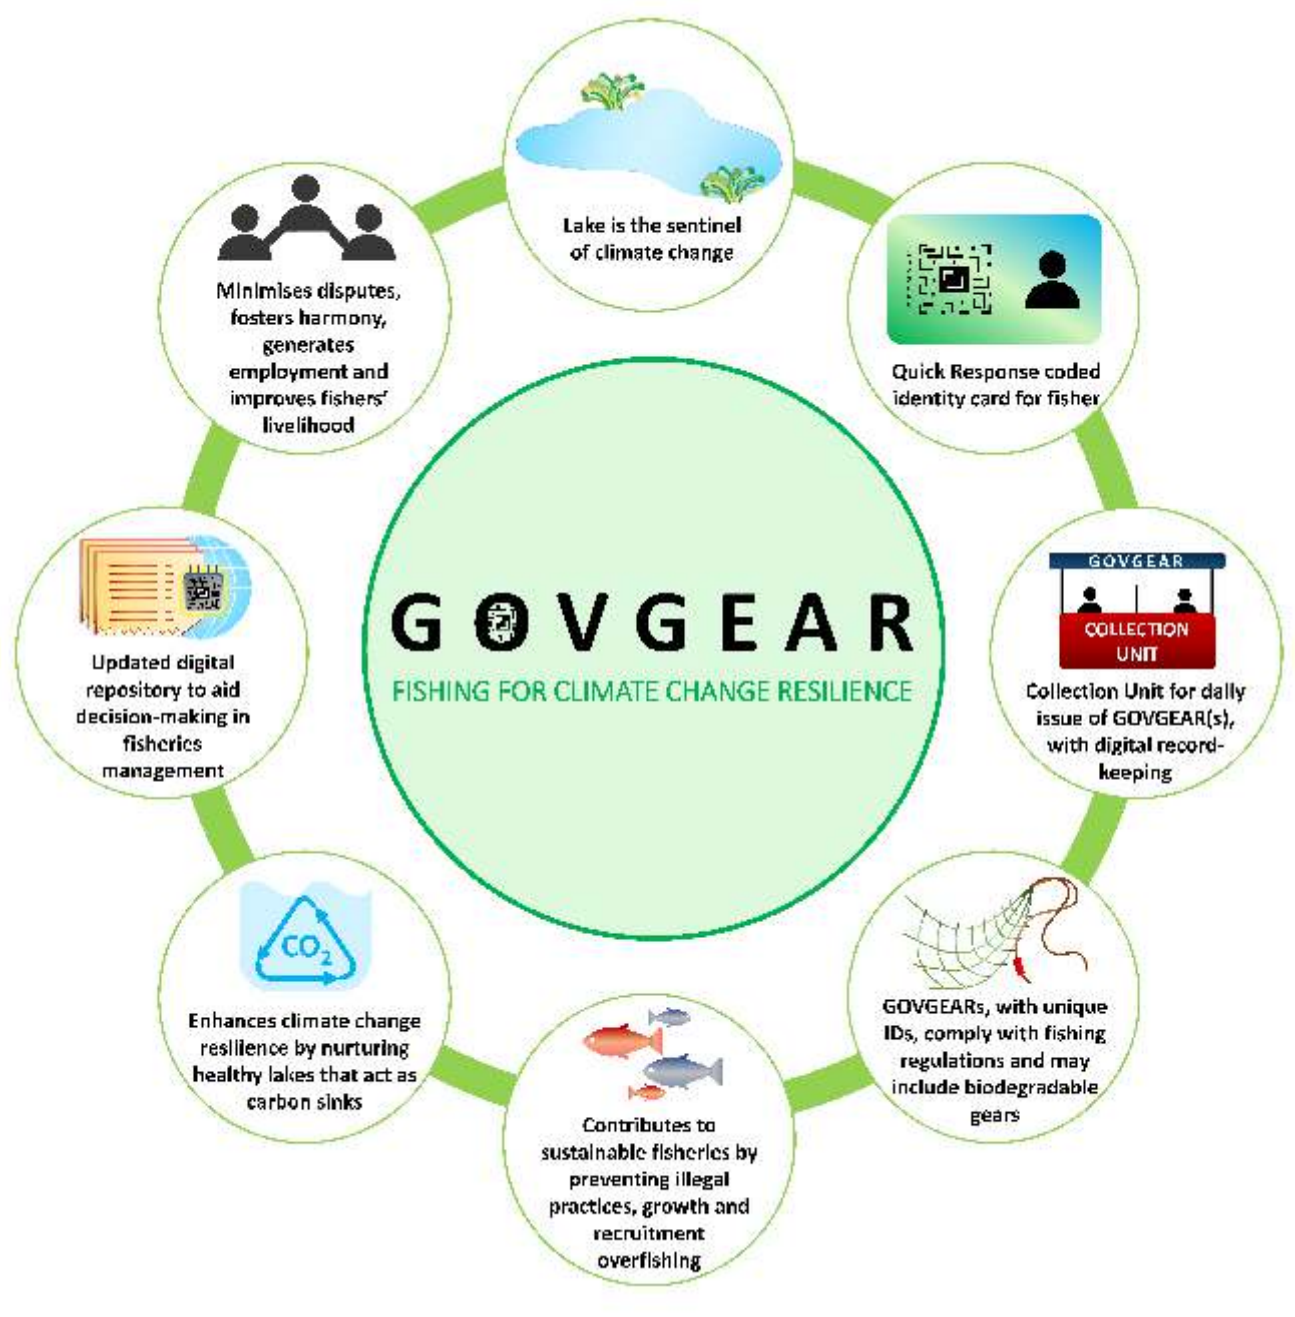 Lake is the sentinel
of climate change
Quick Response coded
identity card for fisher
GOVGEAR
COLLECTION
UNIT
Collection Unit for daily
issue of GOVGEAR(s),
with digital record-
keeping
GOVGEARs, with unique
IDs, comply with fishing
regulations and may
include biodegradable
gears
Contributes to
sustainable fisheries by
preventing illegal
practices, growth and
recruitment
overfishing
CO2
Enhances climate change
resilience by nurturing
healthy lakes that act as
carbon sinks
Updated digital
repository to aid
decision-making in
fisheries
management
Minimises disputes,
fosters harmony,
generates
employment and
improves fishers'
livelihood
GOVGEAR
FISHING FOR CLIMATE CHANGE RESILIENCE